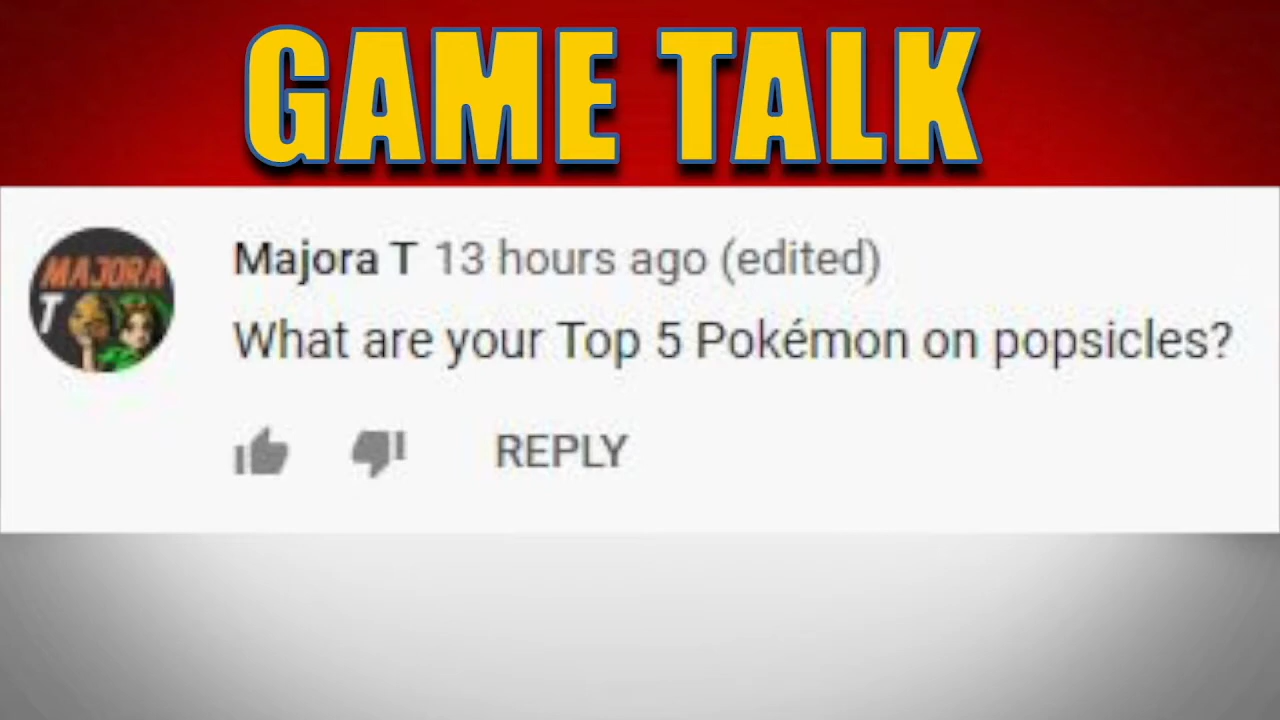 GAME TALK
Majora T 13 hours ago (edited)
MAJORA
T
What are your Top 5 Pokémon on popsicles?
REPLY